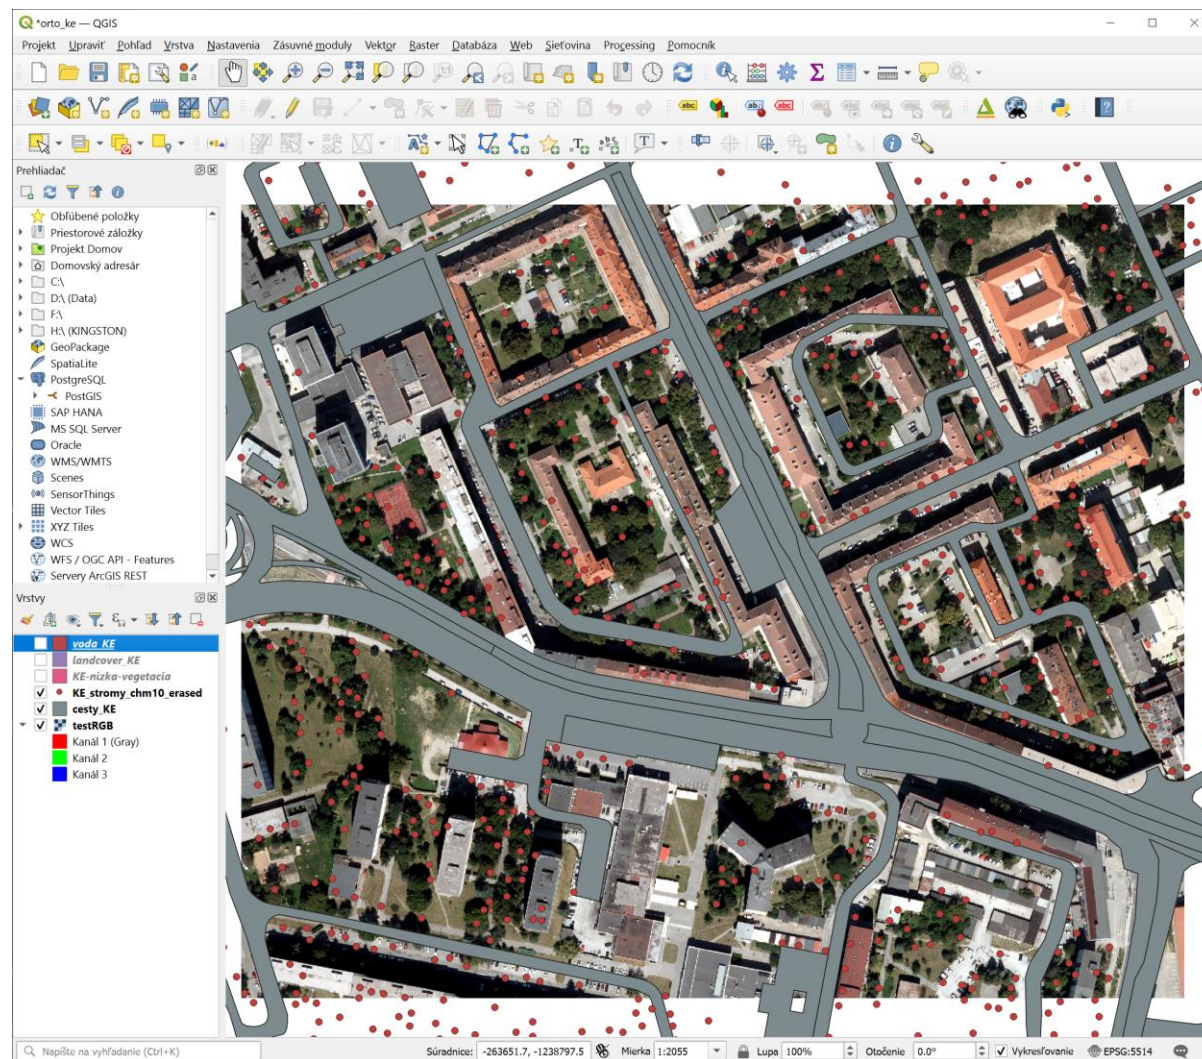 *orto_ke — QGIS
Projekt Upraviť Pohľad Vrstva Nastavenia Zásuvné moduly Vektor Raster Databáza Web Sieťovina Processing Pomocník
Prehliadač
Obľúbené položky
Priestorové záložky
Projekt Domov
Domovský adresár
C:\
D:\ (Data)
F:\
H:\ (KINGSTON)
GeoPackage
SpatiaLite
PostgreSQL
PostGIS
SAP HANA
MS SQL Server
Oracle
WMS/WMTS
Scenes
SensorThings
Vector Tiles
XYZ Tiles
WCS
WFS / OGC API - Features
Servery ArcGIS REST
Vrstvy
voda_KE
landcover_KE
KE-nizka-vegetacia
KE_stromy_chm10_erased
cesty_KE
testRGB
Kanál 1 (Gray)
Kanál 2
Kanál 3
Napíšte na vyhľadanie (Ctrl+K) Súradnice: -263651.7, -1238797.5 Mierka 1:2055 Lupa 100% Otočenie 0.0° Vykresľovanie EPSG:5514